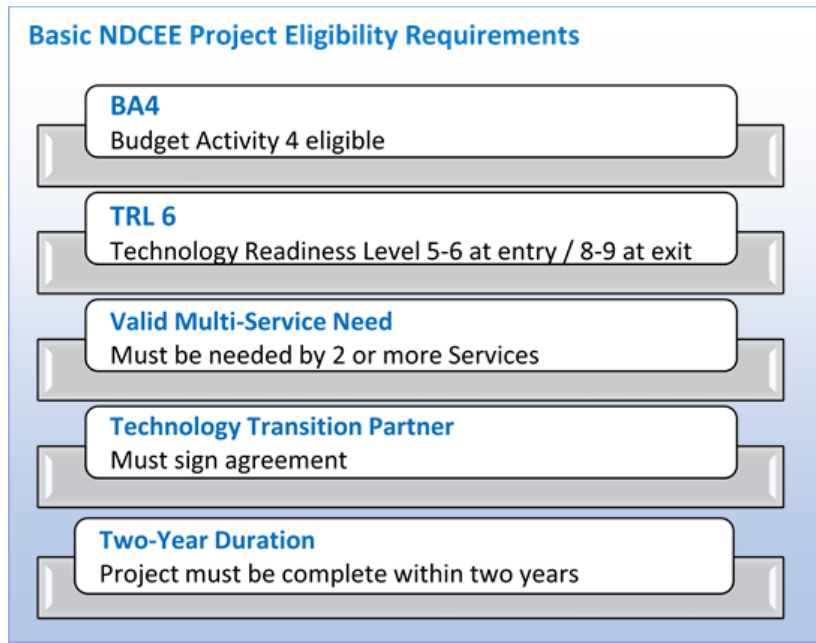 Basic NDCEE Project Eligibility Requirements
BA4
Budget Activity 4 eligible
TRL 6
Technology Readiness Level 5-6 at entry / 8-9 at exit
Valid Multi-Service Need
Must be needed by 2 or more Services
Technology Transition Partner
Must sign agreement
Two-Year Duration
Project must be complete within two years